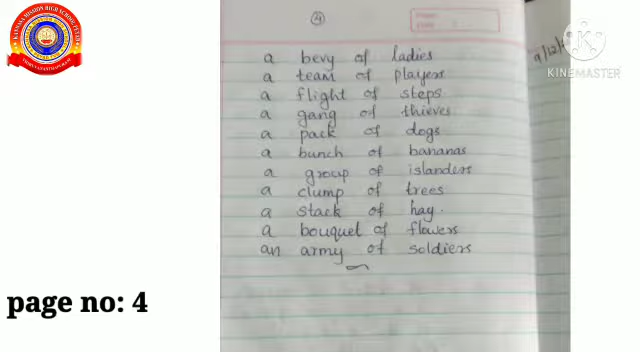 ④
a bevy of ladies
a team of players
a flight of steps
a gang of thieves
a pack of dogs
a bunch of bananas
a group of islanders
a clump of trees
a stack of hay.
a bouquet of flowers
an army of soldiers
page no: 4
KINEMASTER